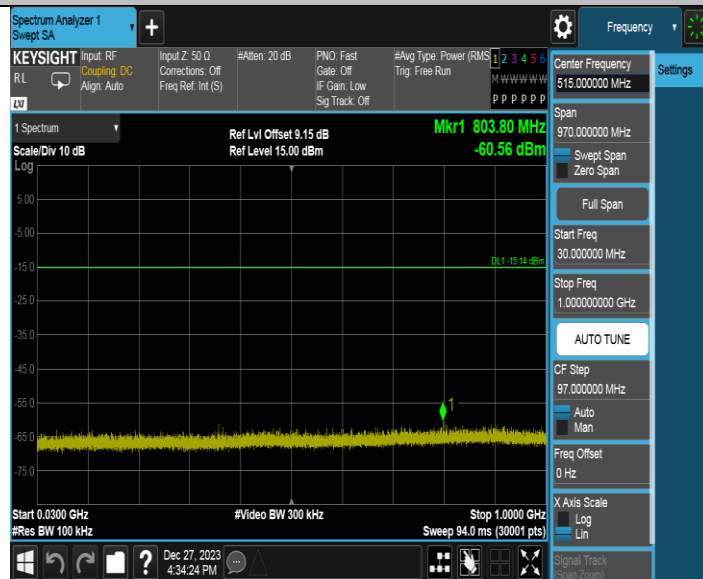 Spectrum Analyzer 1
Swept SA
+
Frequency
KEYSIGHT
RL
LXI
Input: RF
Coupling: DC
Align: Auto
Input Z: 50 Ω
Corrections: Off
Freq Ref: Int (S)
#Atten: 20 dB
PNO: Fast
Gate: Off
IF Gain: Low
Sig Track: Off
#Avg Type: Power (RMS
Trig: Free Run
1 2 3 4 5 6
M W W W W W
P P P P P P
1 Spectrum
Scale/Div 10 dB
Ref Lvl Offset 9.15 dB
Ref Level 15.00 dBm
Mkr1 803.80 MHz
-60.56 dBm
Log
5.00
-5.00
-15.0
DL1 -15.14 dBm
-25.0
-35.0
-45.0
-55.0
1
-65.0
-75.0
Start 0.0300 GHz
#Video BW 300 kHz
Stop 1.0000 GHz
#Res BW 100 kHz
Sweep 94.0 ms (30001 pts)
?
Dec 27, 2023
4:34:24 PM
Center Frequency
515.000000 MHz
Settings
Span
970.000000 MHz
Swept Span
Zero Span
Full Span
Start Freq
30.000000 MHz
Stop Freq
1.000000000 GHz
AUTO TUNE
CF Step
97.000000 MHz
Auto
Man
Freq Offset
0 Hz
X Axis Scale
Log
Lin
Signal Track
(Span Zoom)